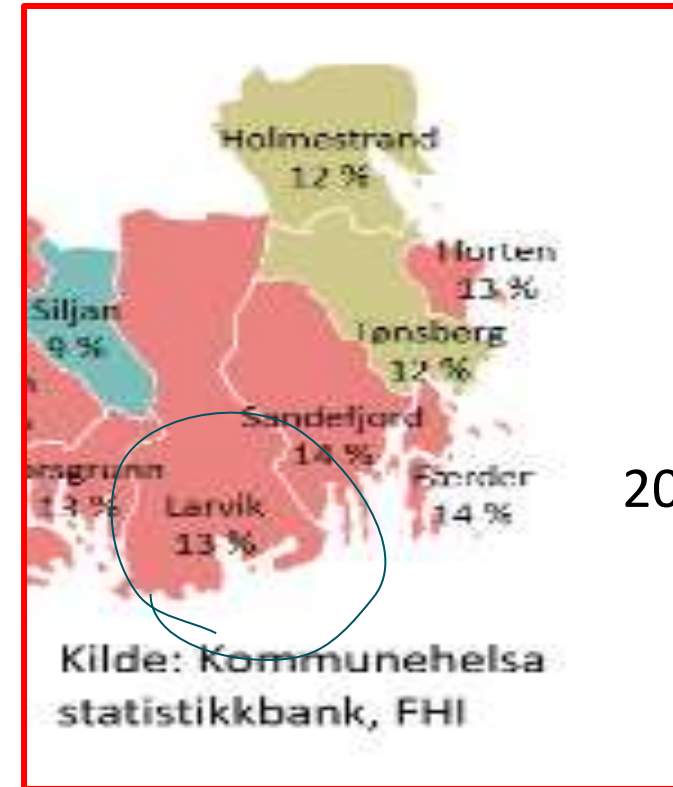 Holmestrand
12 %
Horten
13 %
Siljan
9 %
Tønsberg
12 %
Sandefjord
14 %
Færder
14 %
Larvik
13 %
20
Kilde: Kommunehelsa
statistikkbank, FHI